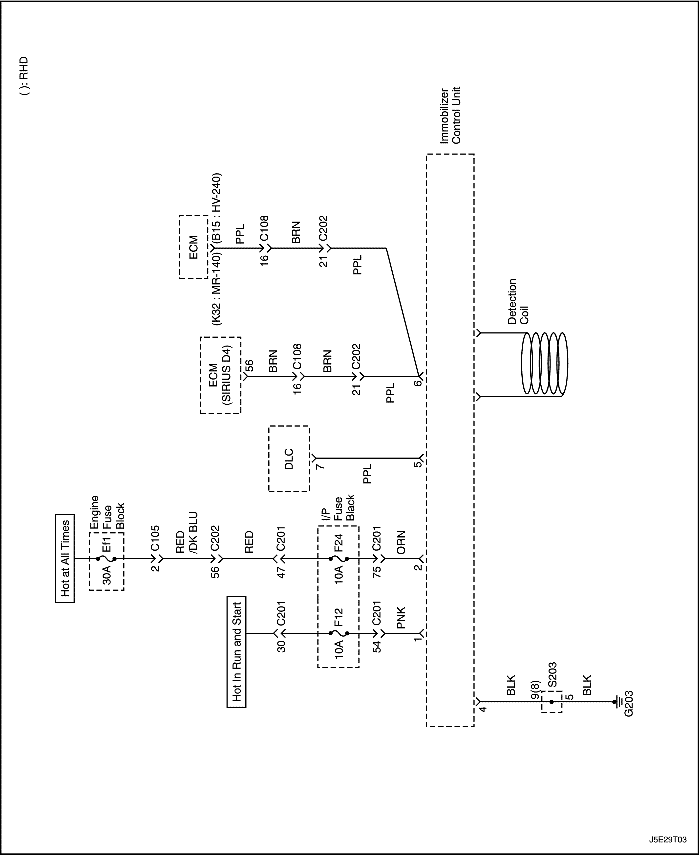 ( ): RHD
Hot at All Times
30A Ef1
Engine
Fuse
Block
2 C105
RED
/DK BLU
56 C202
RED
47 C201
I/P
Fuse
Black
10A F24
75 C201
ORN
2
Hot In Run and Start
30 C201
10A F12
54 C201
PNK
1
DLC
7
PPL
5
ECM
(SIRIUS D4)
56
BRN
16 C108
BRN
21 C202
PPL
6
ECM
(K32 : MR-140) (B15 : HV-240)
PPL
16 C108
BRN
21 C202
PPL
Immobilizer
Control Unit
Detection
Coil
4
BLK
9(8)
S203
5
BLK
G203
J5E29T03